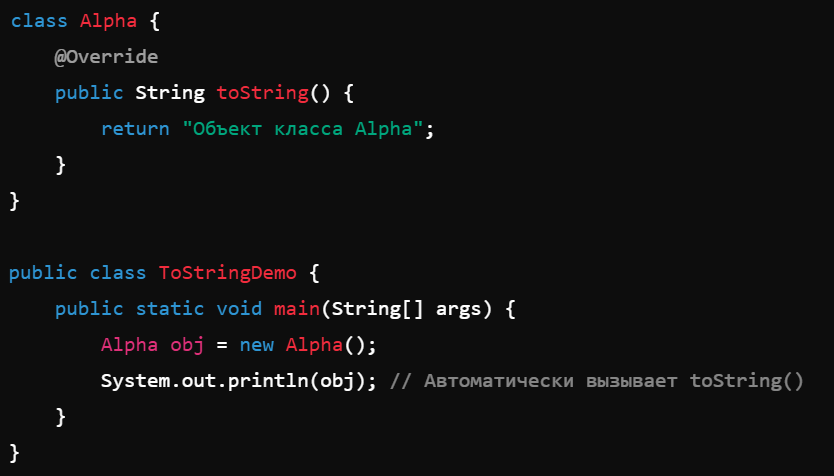 class Alpha {
    @Override
    public String toString() {
        return "Объект класса Alpha";
    }
}

public class ToStringDemo {
    public static void main(String[] args) {
        Alpha obj = new Alpha();
        System.out.println(obj); // Автоматически вызывает toString()
    }
}